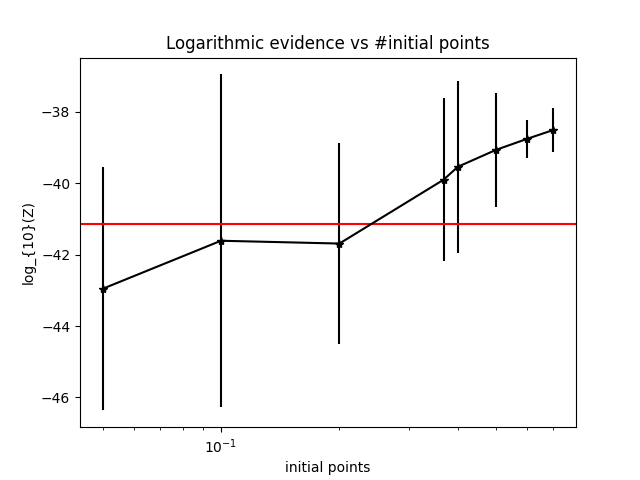 Logarithmic evidence vs #initial points
−38
−40
−42
−44
−46
log_{10}(Z)
10⁻¹
initial points